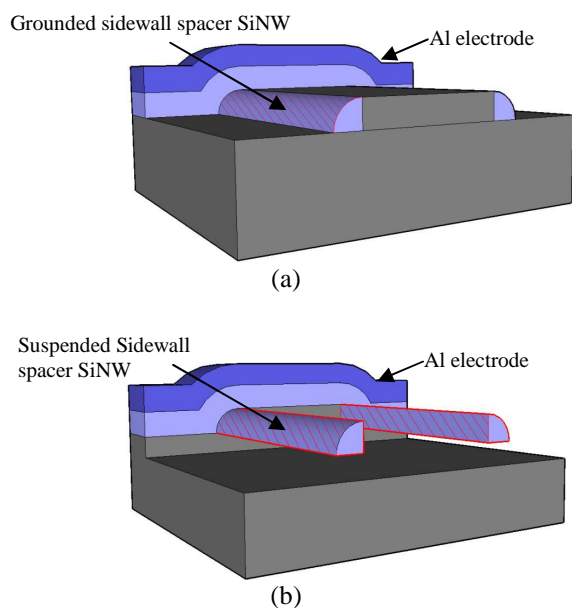 Grounded sidewall spacer SiNW
Al electrode
(a)
Suspended Sidewall
spacer SiNW
Al electrode
(b)